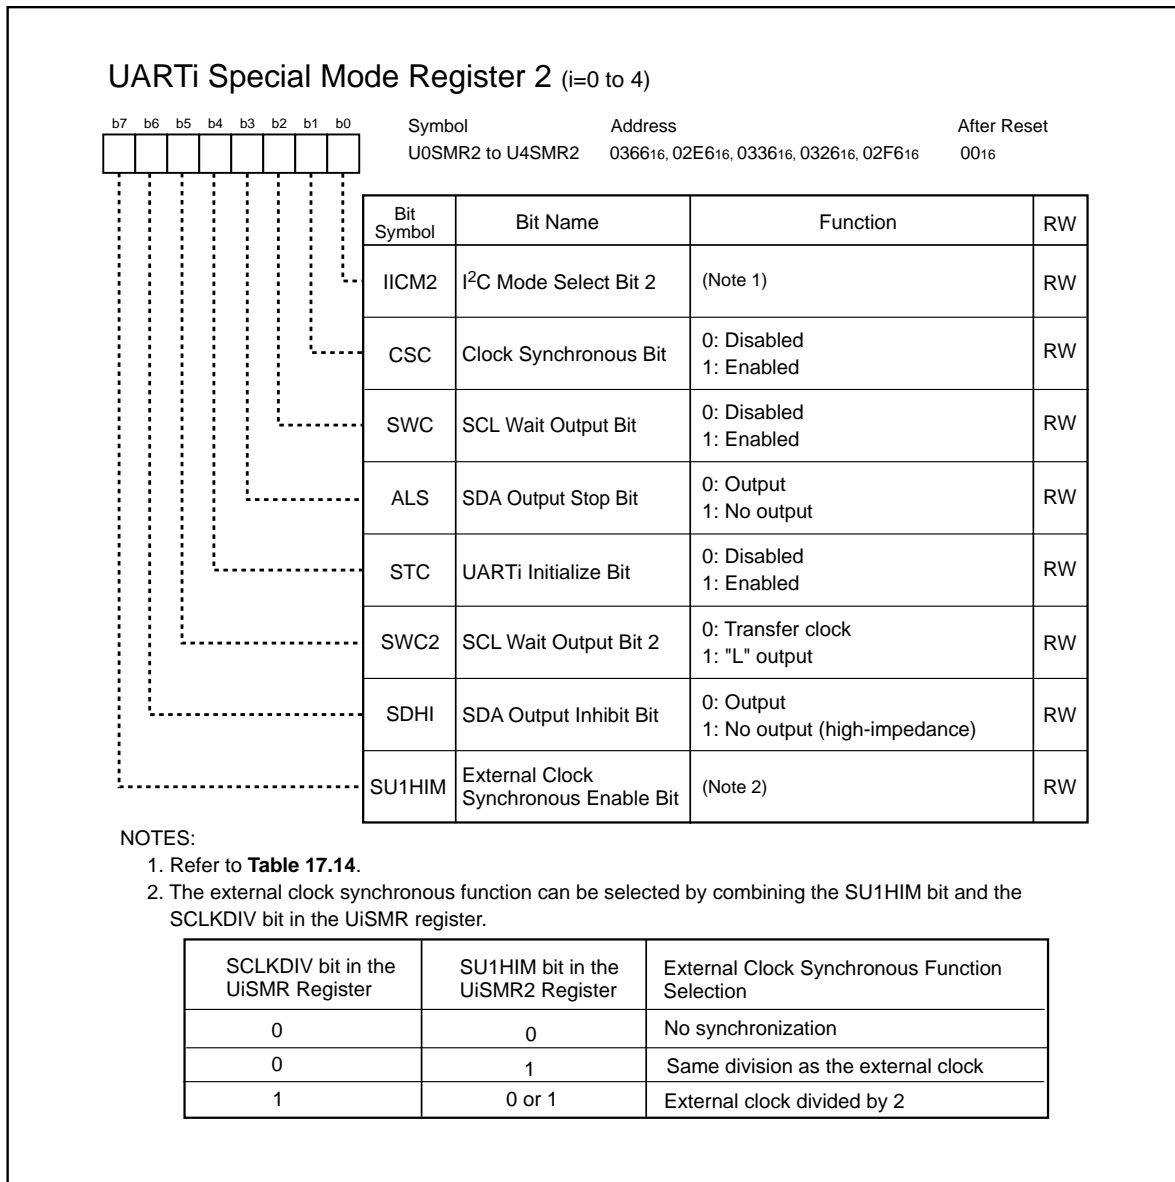 UARTi Special Mode Register 2 (i=0 to 4)
b7 b6 b5 b4 b3 b2 b1 b0
Symbol Address After Reset
U0SMR2 to U4SMR2 036616, 02E616, 033616, 032616, 02F616 0016
Bit Symbol Bit Name Function RW
IICM2 I2C Mode Select Bit 2 (Note 1) RW
CSC Clock Synchronous Bit 0: Disabled
1: Enabled RW
SWC SCL Wait Output Bit 0: Disabled
1: Enabled RW
ALS SDA Output Stop Bit 0: Output
1: No output RW
STC UARTi Initialize Bit 0: Disabled
1: Enabled RW
SWC2 SCL Wait Output Bit 2 0: Transfer clock
1: "L" output RW
SDHI SDA Output Inhibit Bit 0: Output
1: No output (high-impedance) RW
SU1HIM External Clock
Synchronous Enable Bit (Note 2) RW
NOTES:
1. Refer to Table 17.14.
2. The external clock synchronous function can be selected by combining the SU1HIM bit and the
SCLKDIV bit in the UiSMR register.
SCLKDIV bit in the
UiSMR Register
SU1HIM bit in the
UiSMR2 Register
External Clock Synchronous Function
Selection
0 0 No synchronization
0 1 Same division as the external clock
1 0 or 1 External clock divided by 2